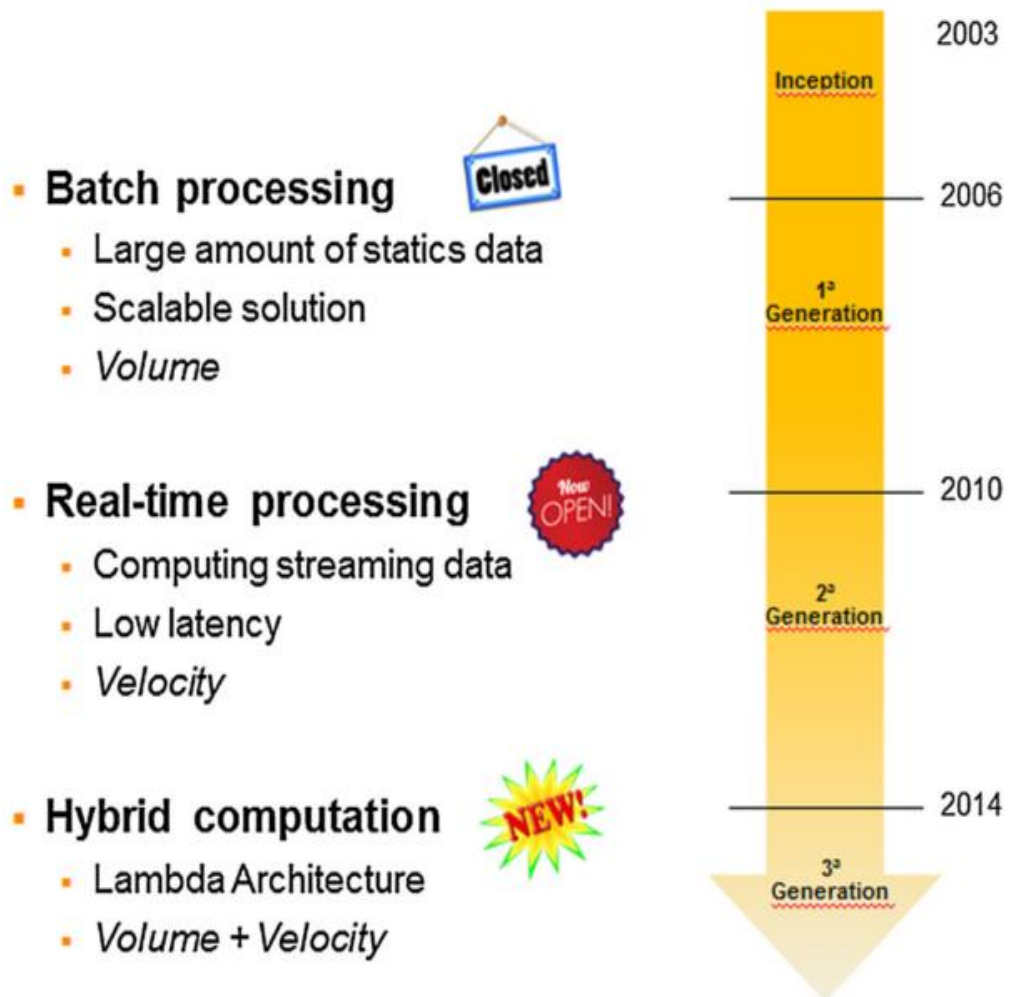 2003
Inception
Closed
▪ Batch processing
2006
▪ Large amount of statics data
▪ Scalable solution
1ª
Generation
▪ Volume
▪ Real-time processing
Now
OPEN!
2010
▪ Computing streaming data
▪ Low latency
2ª
Generation
▪ Velocity
▪ Hybrid computation
NEW!
2014
▪ Lambda Architecture
3ª
Generation
▪ Volume + Velocity